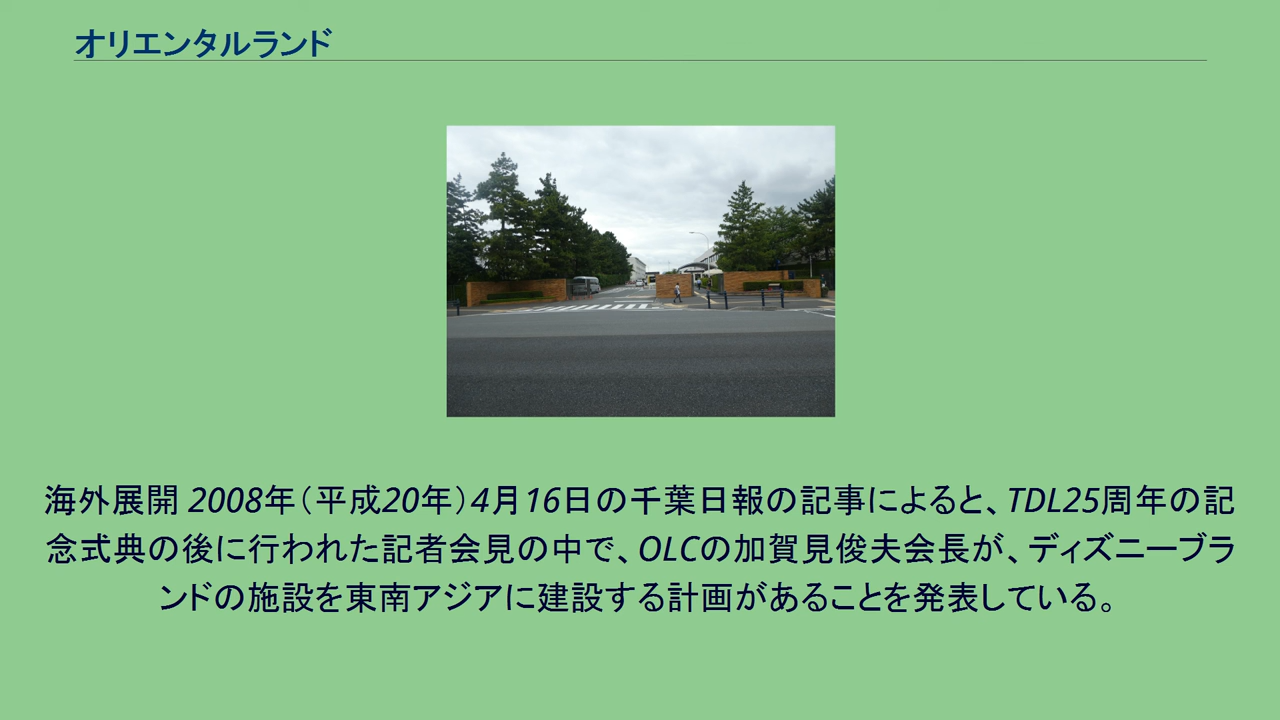 オリエンタルランド
海外展開 2008年（平成20年）4月16日の千葉日報の記事によると、TDL25周年の記
念式典の後に行われた記者会見の中で、OLCの加賀見俊夫会長が、ディズニーブラ
ンドの施設を東南アジアに建設する計画があることを発表している。